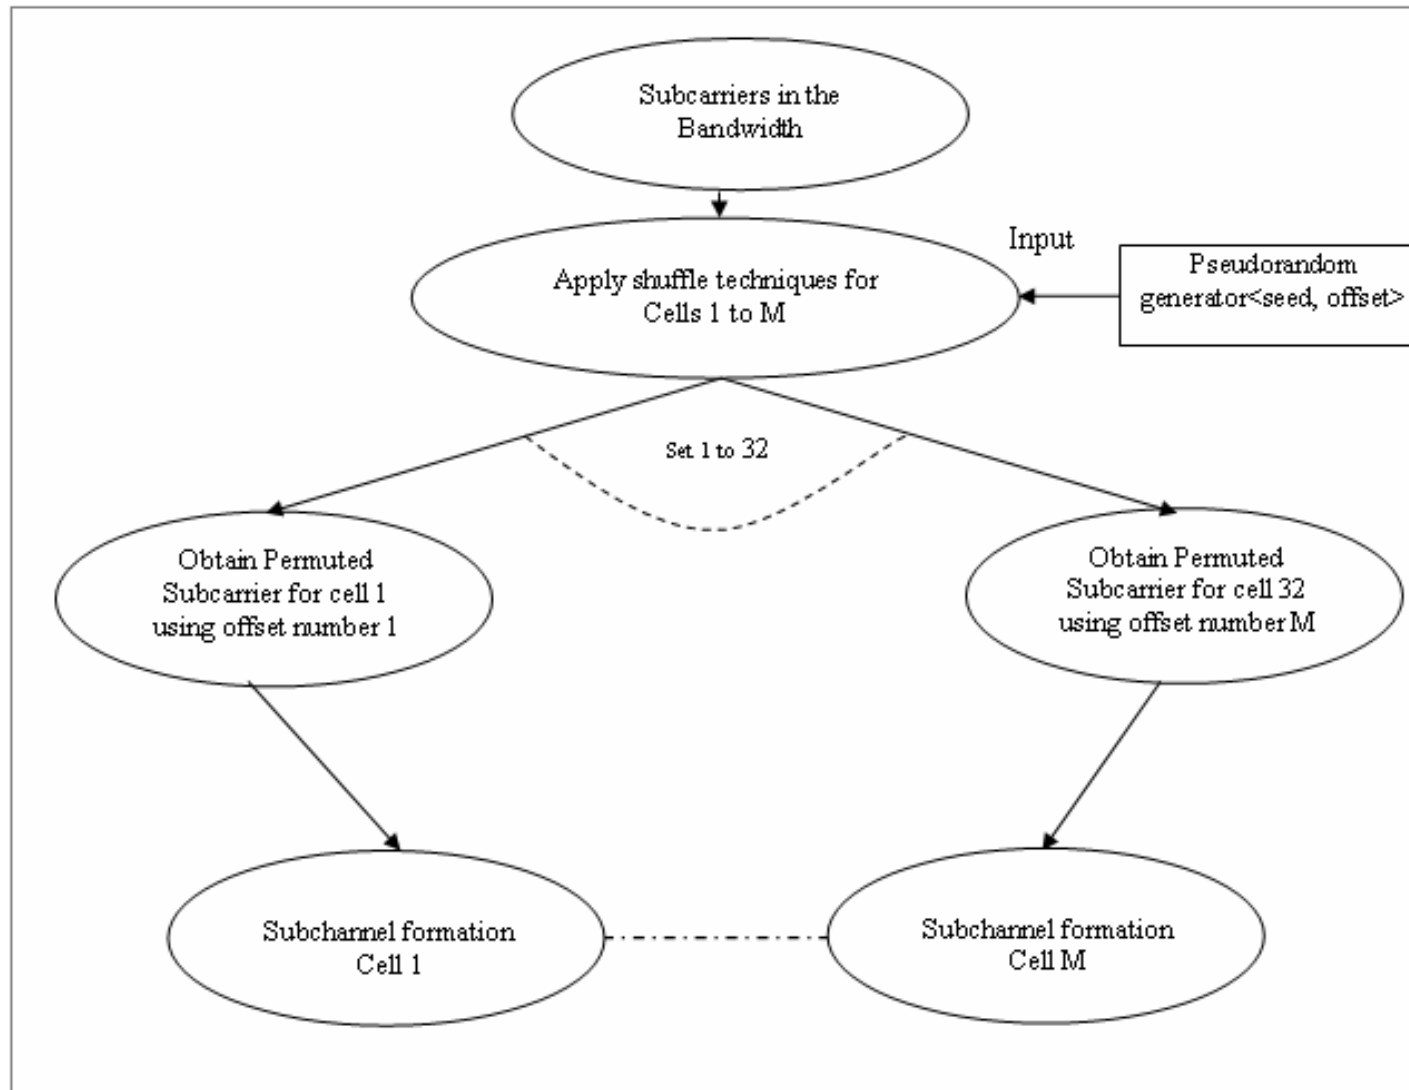 Subcarriers in the
Bandwidth
Input
Apply shuffle techniques for
Cells 1 to M
Pseudorandom
generator<seed, offset>
Set 1 to 32
Obtain Permuted
Subcarrier for cell 1
using offset number 1
Obtain Permuted
Subcarrier for cell 32
using offset number M
Subchannel formation
Cell 1
Subchannel formation
Cell M